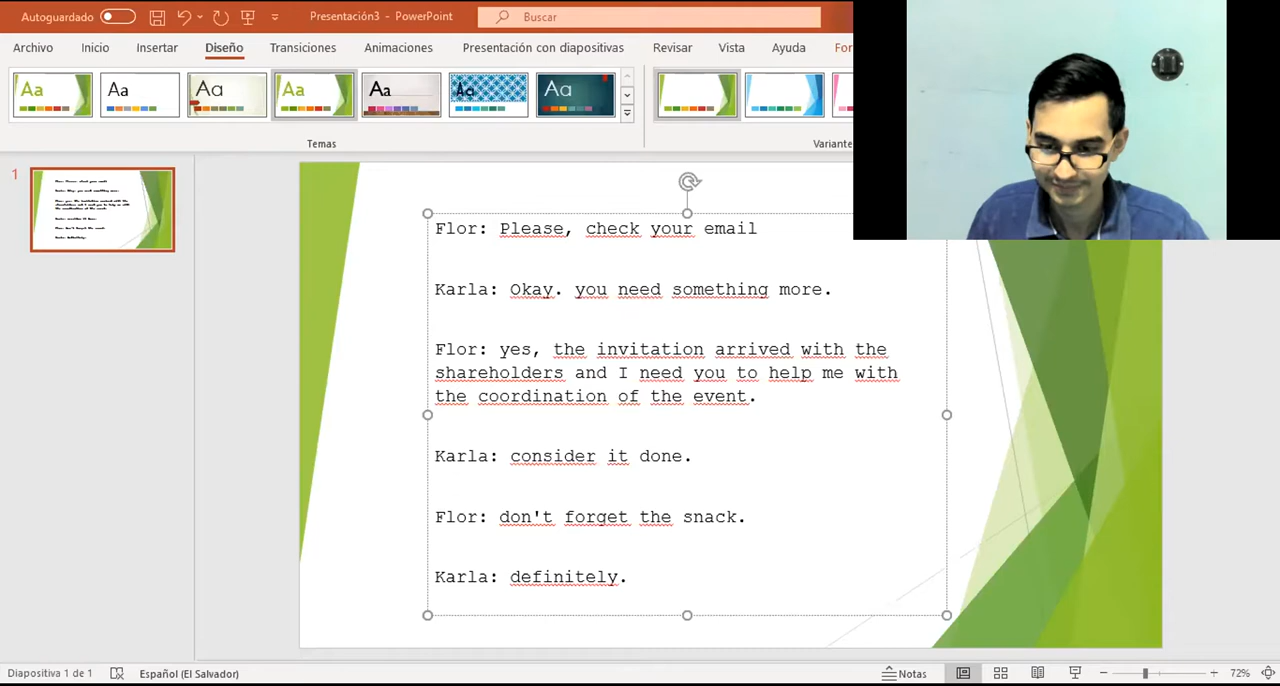 Autoguardado
Presentación3 - PowerPoint
Buscar
Archivo Inicio Insertar Diseño Transiciones Animaciones Presentación con diapositivas Revisar Vista Ayuda
Aa Aa Aa Aa Aa Aa Aa
Temas
1
Flor: Please, check your email
Karla: Okay. you need something more.
Flor: yes, the invitation arrived with the
shareholders and I need you to help me with
the coordination of the event.
Karla: consider it done.
Flor: don't forget the snack.
Karla: definitely.
Diapositiva 1 de 1 Español (El Salvador) Notas 72%